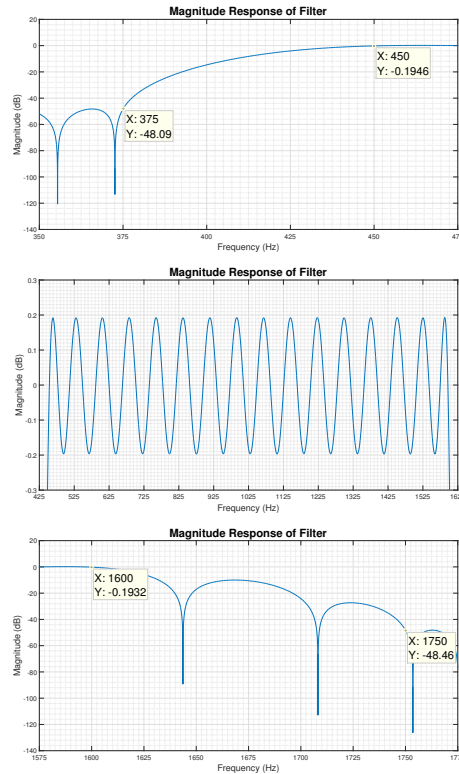 Magnitude Response of Filter
20
0
-20
-40
-60
-80
-100
-120
-140
Magnitude (dB)
X: 450
Y: -0.1946
X: 375
Y: -48.09
350
375
400
425
450
Frequency (Hz)
Magnitude Response of Filter
0.3
0.2
0.1
0
-0.1
-0.2
-0.3
Magnitude (dB)
425
525
625
725
825
925
1025
1125
1225
1325
1425
1525
Frequency (Hz)
Magnitude Response of Filter
20
0
-20
-40
-60
-80
-100
-120
-140
Magnitude (dB)
X: 1600
Y: -0.1932
X: 1750
Y: -48.46
1575
1600
1625
1650
1675
1700
1725
1750
Frequency (Hz)